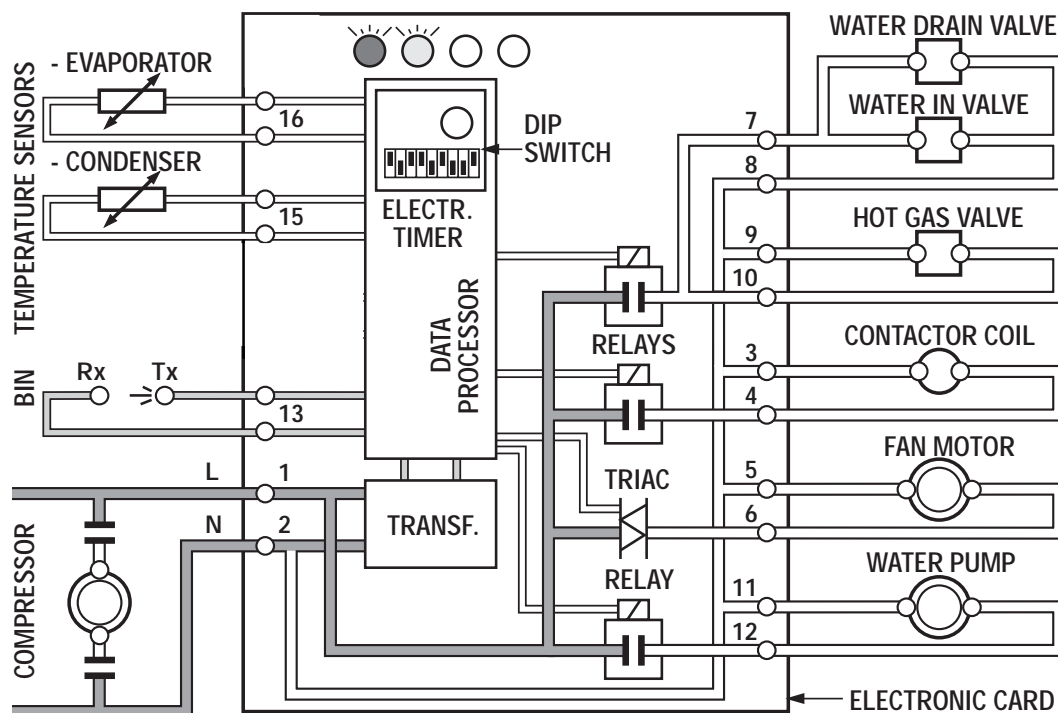 WATER DRAIN VALVE
- EVAPORATOR
16
TEMPERATURE SENSORS
- CONDENSER
15
DIP
SWITCH
ELECTR.
TIMER
DATA
PROCESSOR
7
WATER IN VALVE
8
9
HOT GAS VALVE
10
RELAYS
3
CONTACTOR COIL
4
BIN
Rx
Tx
13
L
1
N
2
TRANSF.
TRIAC
5
FAN MOTOR
6
RELAY
11
WATER PUMP
12
COMPRESSOR
ELECTRONIC CARD